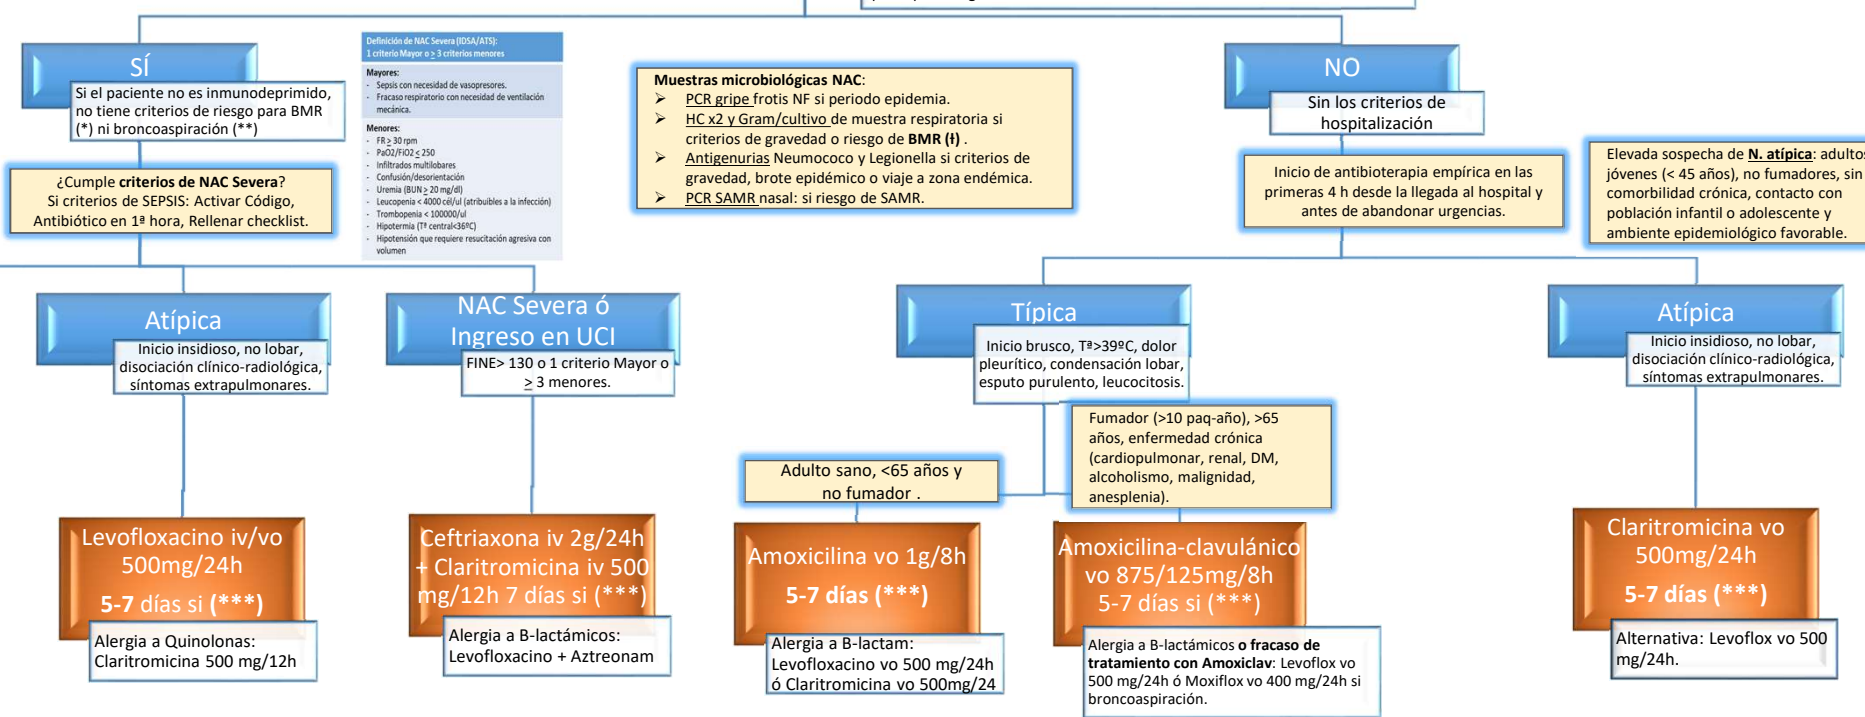 SÍ
Si el paciente no es inmunodeprimido,
no tiene criterios de riesgo para BMR
(*) ni broncoaspiración (**)
¿Cumple criterios de NAC Severa?
Si criterios de SEPSIS: Activar Código,
Antibiótico en 1ª hora, Rellenar checklist.
Definición de NAC Severa (IDSA/ATS):
1 criterio Mayor o ≥ 3 criterios menores
Mayores:
- Sepsis con necesidad de vasopresores.
- Fracaso respiratorio con necesidad de ventilación
mecánica.
Menores:
- FR ≥ 30 rpm
- PaO2/FiO2 ≤ 250
- Infiltrados multilobares
- Confusión/desorientación
- Uremia (BUN ≥ 20 mg/dl)
- Leucopenia < 4000 cél/ul (atribuibles a la infección)
- Trombopenia < 100000/ul
- Hipotermia (Tª central<36ºC)
- Hipotensión que requiere resucitación agresiva con
volumen
Muestras microbiológicas NAC:
➢ PCR gripe frotis NF si periodo epidemia.
➢ HC x2 y Gram/cultivo de muestra respiratoria si
criterios de gravedad o riesgo de BMR (ƚ) .
➢ Antigenurias Neumococo y Legionella si criterios de
gravedad, brote epidémico o viaje a zona endémica.
➢ PCR SAMR nasal: si riesgo de SAMR.
NO
Sin los criterios de
hospitalización
Inicio de antibioterapia empírica en las
primeras 4 h desde la llegada al hospital y
antes de abandonar urgencias.
Elevada sospecha de N. atípica: adultos
jóvenes (< 45 años), no fumadores, sin
comorbilidad crónica, contacto con
población infantil o adolescente y
ambiente epidemiológico favorable.
Atípica
Inicio insidioso, no lobar,
disociación clínico-radiológica,
síntomas extrapulmonares.
NAC Severa ó
Ingreso en UCI
FINE> 130 o 1 criterio Mayor o
≥ 3 menores.
Típica
Inicio brusco, Tª>39ºC, dolor
pleurítico, condensación lobar,
esputo purulento, leucocitosis.
Atípica
Inicio insidioso, no lobar,
disociación clínico-radiológica,
síntomas extrapulmonares.
Adulto sano, <65 años y
no fumador .
Fumador (>10 paq-año), >65
años, enfermedad crónica
(cardiopulmonar, renal, DM,
alcoholismo, malignidad,
anesplenia).
Levofloxacino iv/vo
500mg/24h
5-7 días si (***)
Alergia a Quinolonas:
Claritromicina 500 mg/12h
Ceftriaxona iv 2g/24h
+ Claritromicina iv 500
mg/12h 7 días si (***)
Alergia a B-lactámicos:
Levofloxacino + Aztreonam
Amoxicilina vo 1g/8h
5-7 días (***)
Alergia a B-lactam:
Levofloxacino vo 500 mg/24h
ó Claritromicina vo 500mg/24
Amoxicilina-clavulánico
vo 875/125mg/8h
5-7 días si (***)
Alergia a B-lactámicos o fracaso de
tratamiento con Amoxiclav: Levoflox vo
500 mg/24h ó Moxiflox vo 400 mg/24h si
broncoaspiración.
Claritromicina vo
500mg/24h
5-7 días (***)
Alternativa: Levoflox vo 500
mg/24h.